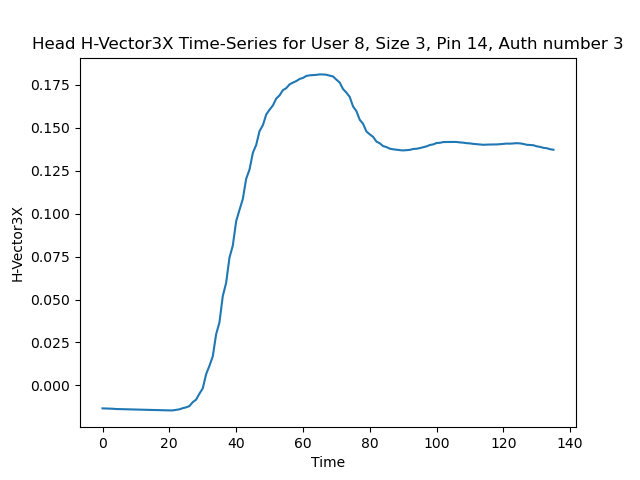 Head H-Vector3X Time-Series for User 8, Size 3, Pin 14, Auth number 3
H-Vector3X
0.175
0.150
0.125
0.100
0.075
0.050
0.025
0.000
0 20 40 60 80 100 120 140
Time